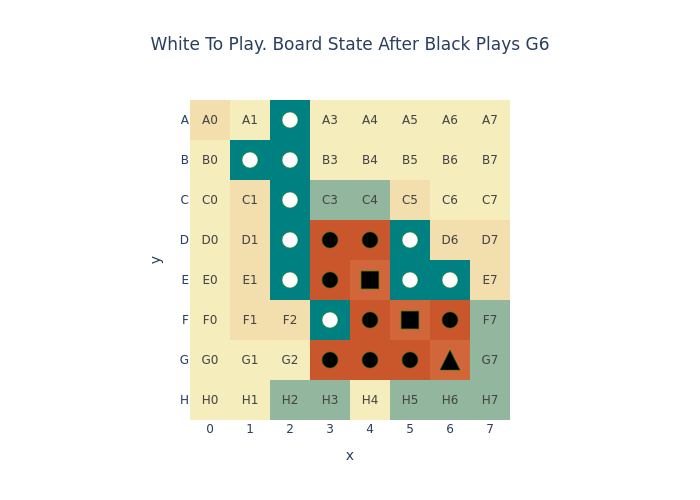 White To Play. Board State After Black Plays G6
A A0 A1 A3 A4 A5 A6 A7
B B0 B3 B4 B5 B6 B7
C C0 C1 C3 C4 C5 C6 C7
D D0 D1 D6 D7
E E0 E1 E7
F F0 F1 F2 F7
G G0 G1 G2 G7
H H0 H1 H2 H3 H4 H5 H6 H7
0 1 2 3 4 5 6 7
x
y